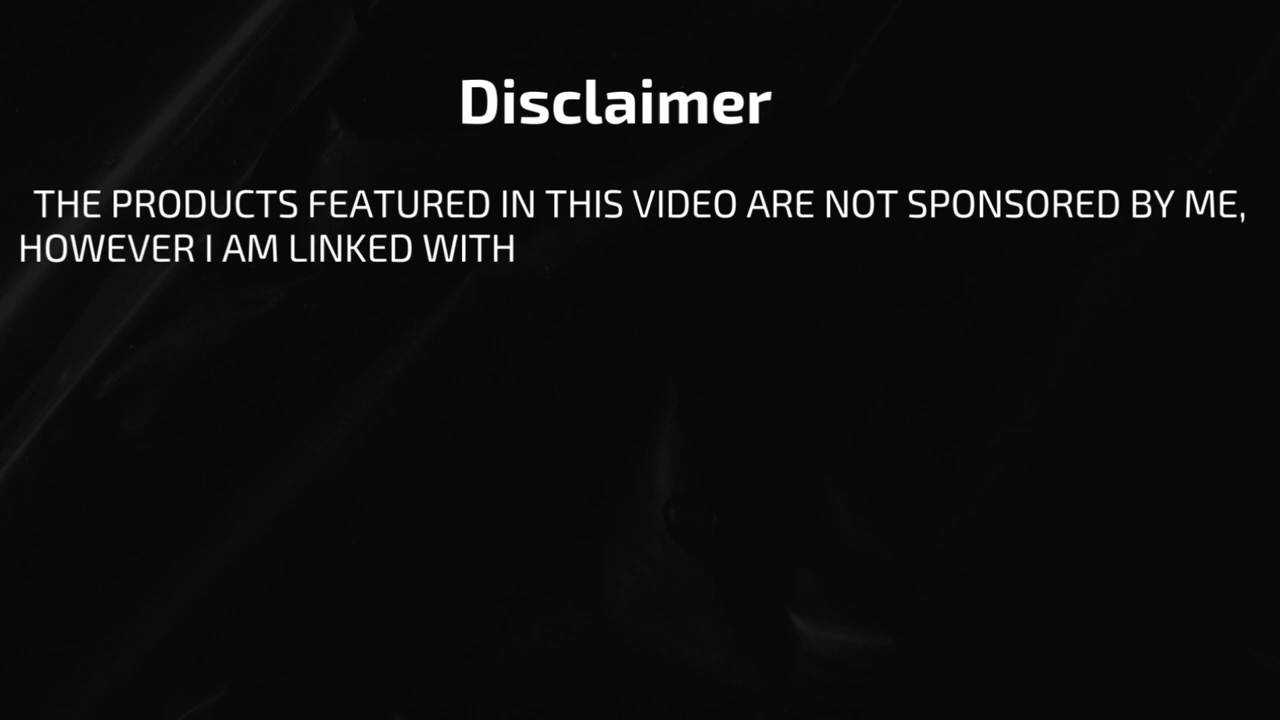 Disclaimer
THE PRODUCTS FEATURED IN THIS VIDEO ARE NOT SPONSORED BY ME,
HOWEVER I AM LINKED WITH